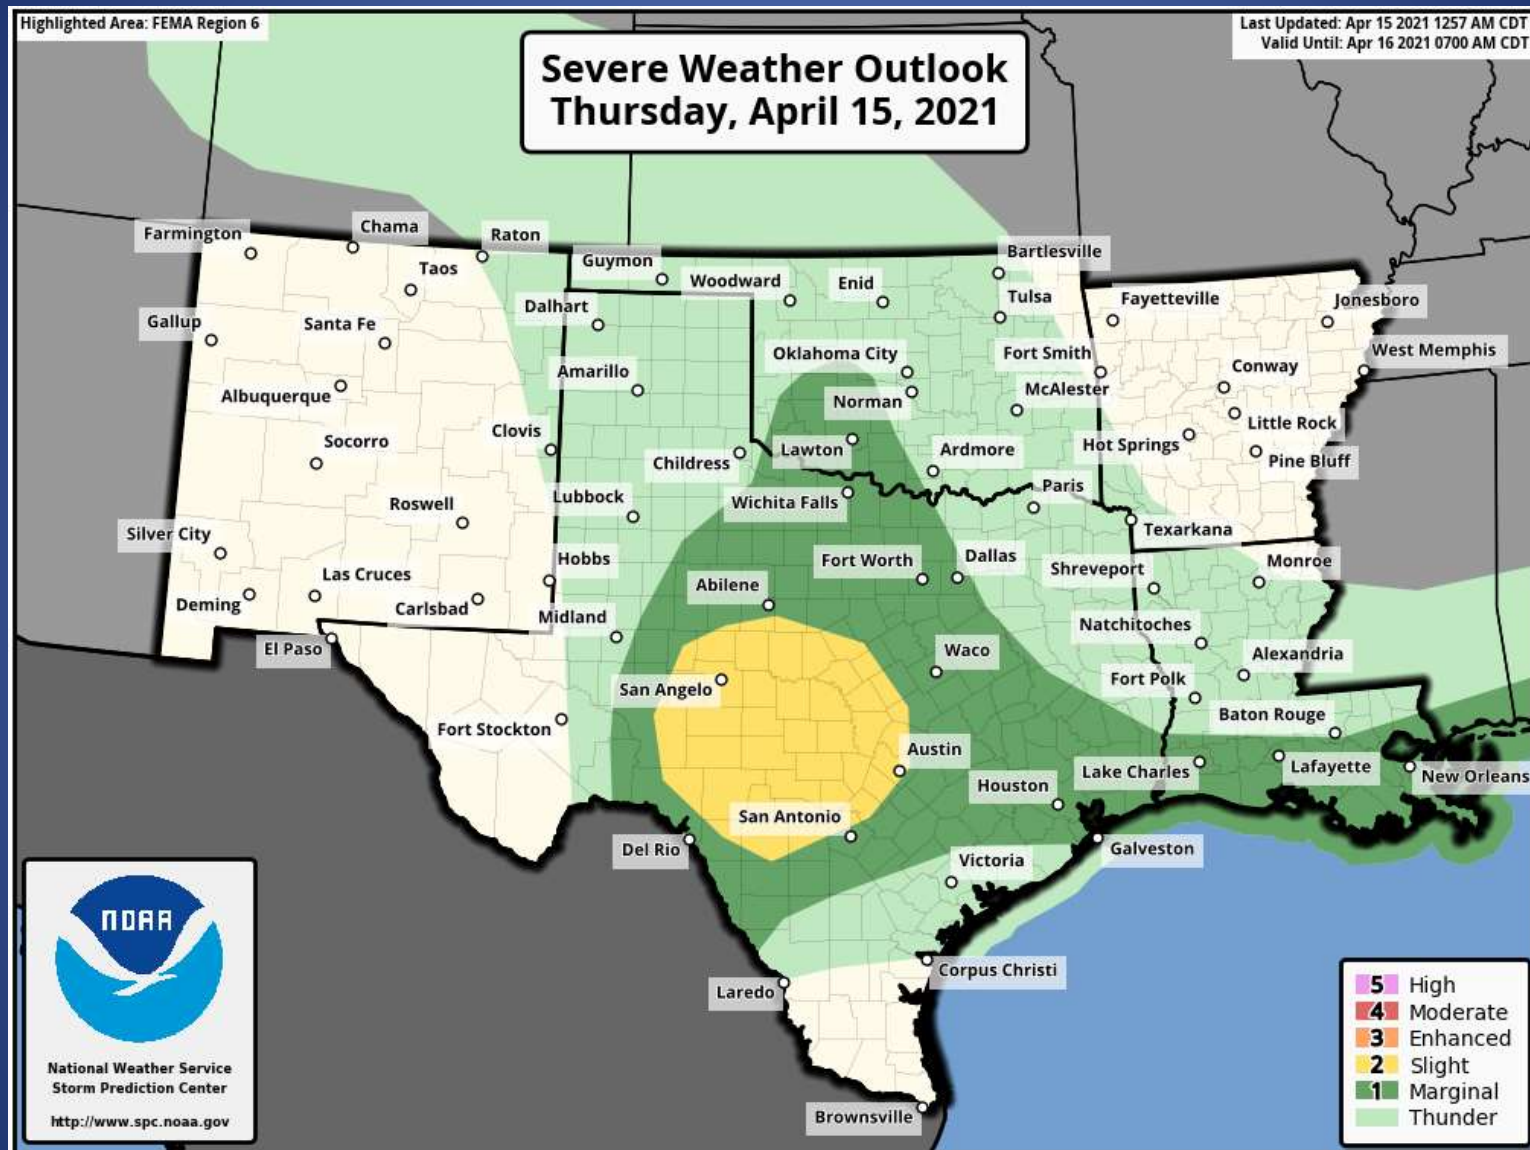 Highlighted Area: FEMA Region 6
Last Updated: Apr 15 2021 1257 AM CDT
Valid Until: Apr 16 2021 0700 AM CDT
Severe Weather Outlook
Thursday, April 15, 2021
Farmington
Chama
Raton
Taos
Guymon
Woodward
Enid
Bartlesville
Gallup
Santa Fe
Dalhart
Tulsa
Fayetteville
Jonesboro
Albuquerque
Amarillo
Oklahoma City
Fort Smith
Conway
West Memphis
Norman
McAlester
Little Rock
Socorro
Clovis
Childress
Lawton
Ardmore
Hot Springs
Pine Bluff
Roswell
Lubbock
Wichita Falls
Paris
Texarkana
Silver City
Las Cruces
Hobbs
Fort Worth
Dallas
Shreveport
Monroe
Deming
Carlsbad
Midland
Abilene
Natchitoches
El Paso
San Angelo
Waco
Alexandria
Fort Polk
Fort Stockton
Austin
Baton Rouge
Houston
Lake Charles
Lafayette
New Orleans
San Antonio
Del Rio
Victoria
Galveston
Laredo
Corpus Christi
Brownsville
NOAA
National Weather Service
Storm Prediction Center
http://www.spc.noaa.gov
5 High
4 Moderate
3 Enhanced
2 Slight
1 Marginal
Thunder